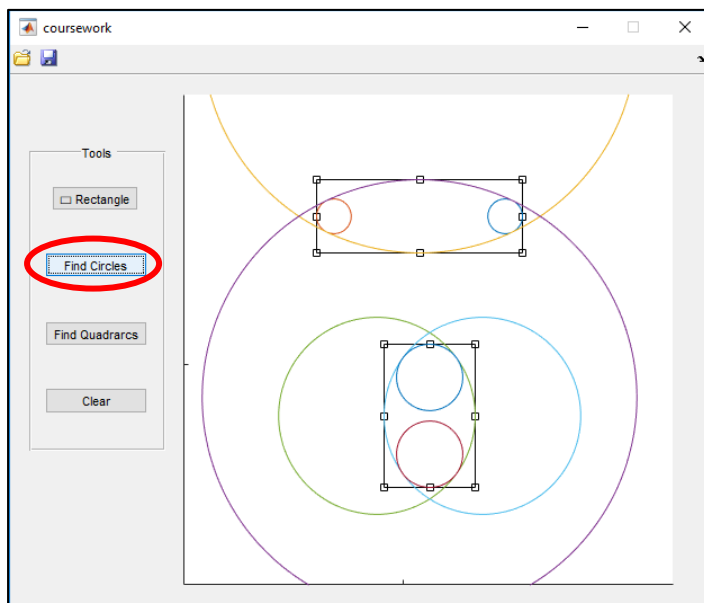 coursework
Tools
Rectangle
Find Circles
Find Quadrarcs
Clear